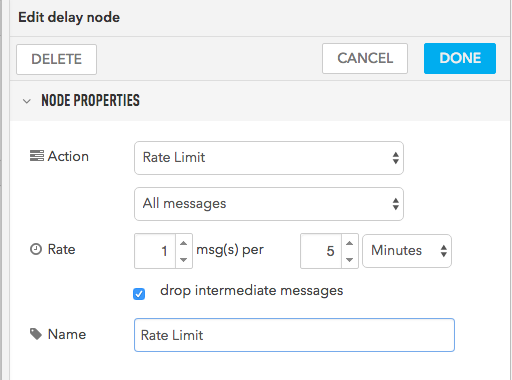 Edit delay node
DELETE CANCEL DONE
NODE PROPERTIES
Action Rate Limit
All messages
Rate 1 msg(s) per 5 Minutes
drop intermediate messages
Name Rate Limit